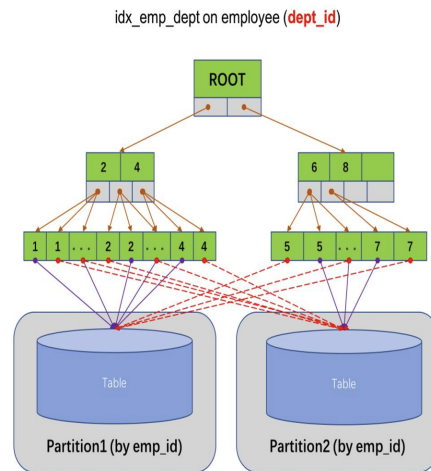 idx_emp_dept on employee (dept_id)
ROOT
2 4
6 8
1 1 ... 2 2 ... 4 4
5 5 ... 7 7
Table
Table
Partition1 (by emp_id)
Partition2 (by emp_id)